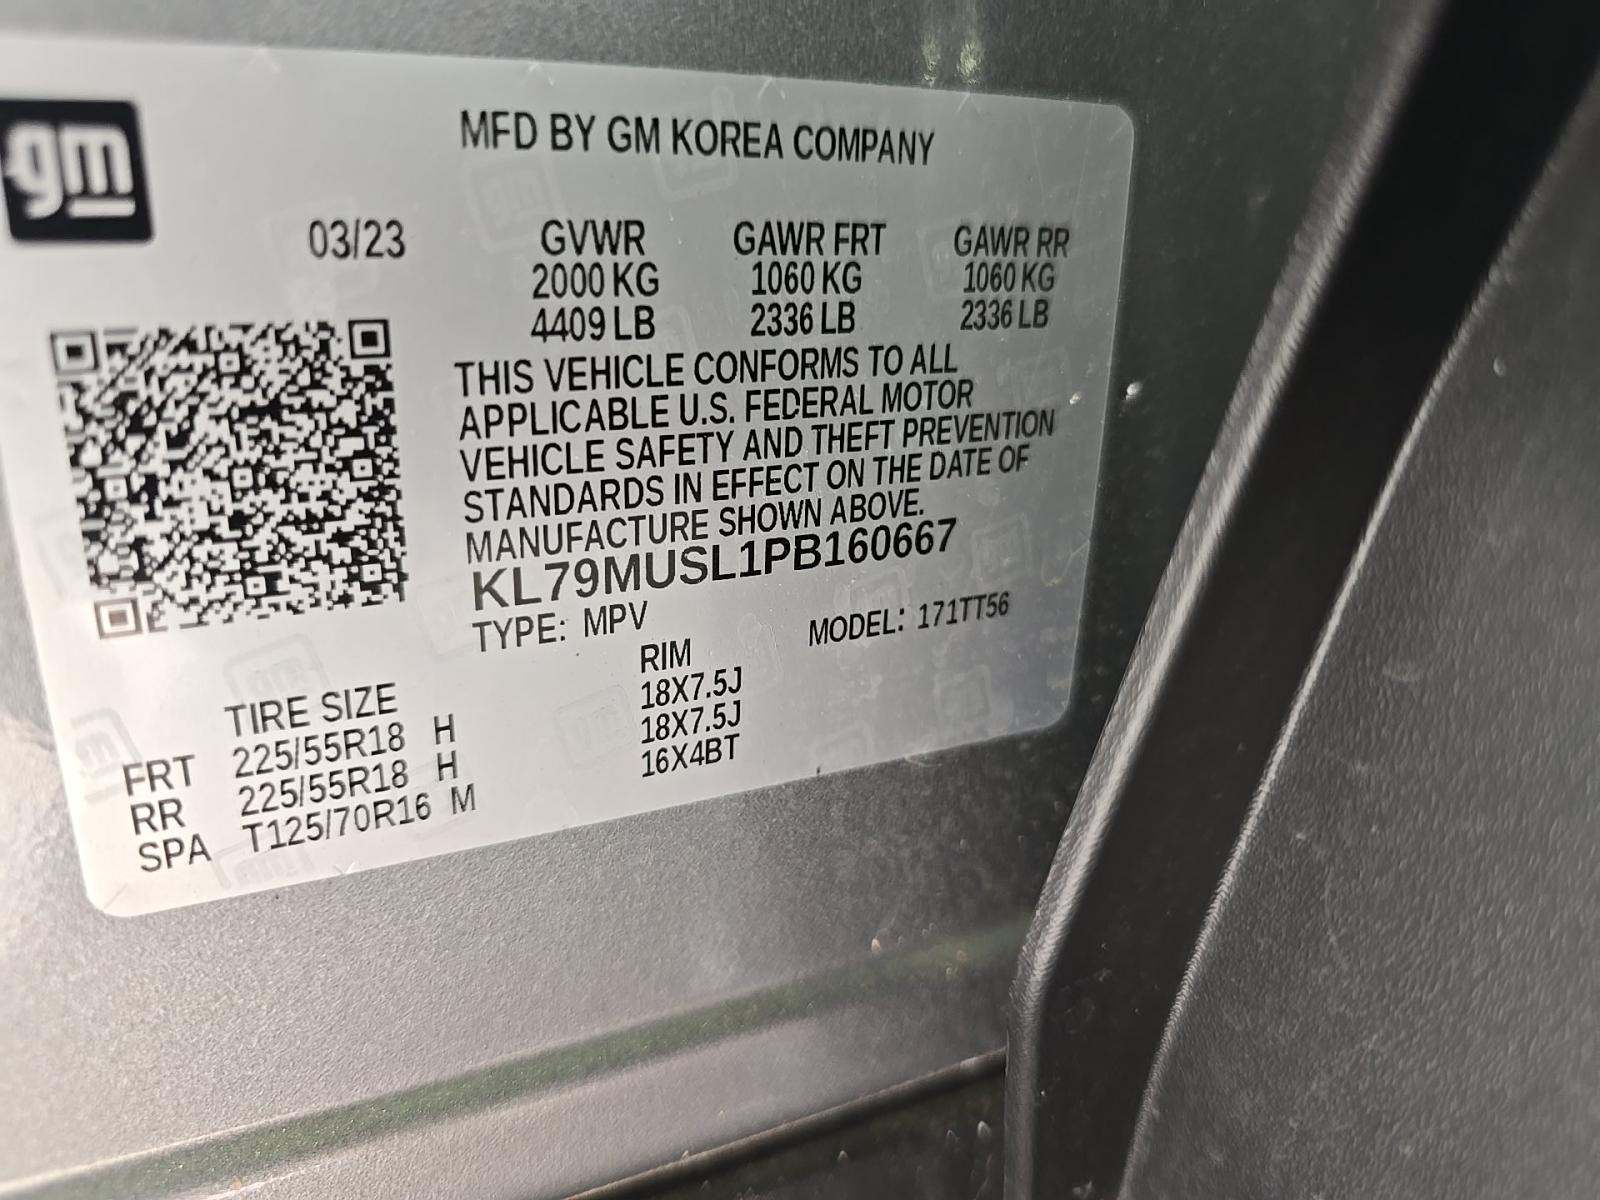 gm
MFD BY GM KOREA COMPANY
03/23 GVWR GAWR FRT GAWR RR
2000 KG 1060 KG 1060 KG
4409 LB 2336 LB 2336 LB
THIS VEHICLE CONFORMS TO ALL
APPLICABLE U.S. FEDERAL MOTOR
VEHICLE SAFETY AND THEFT PREVENTION
STANDARDS IN EFFECT ON THE DATE OF
MANUFACTURE SHOWN ABOVE.
KL79MUSL1PB160667
TYPE: MPV MODEL: 171TT56
TIRE SIZE RIM
FRT 225/55R18 H 18X7.5J
RR 225/55R18 H 18X7.5J
SPA T125/70R16 M 16X4BT